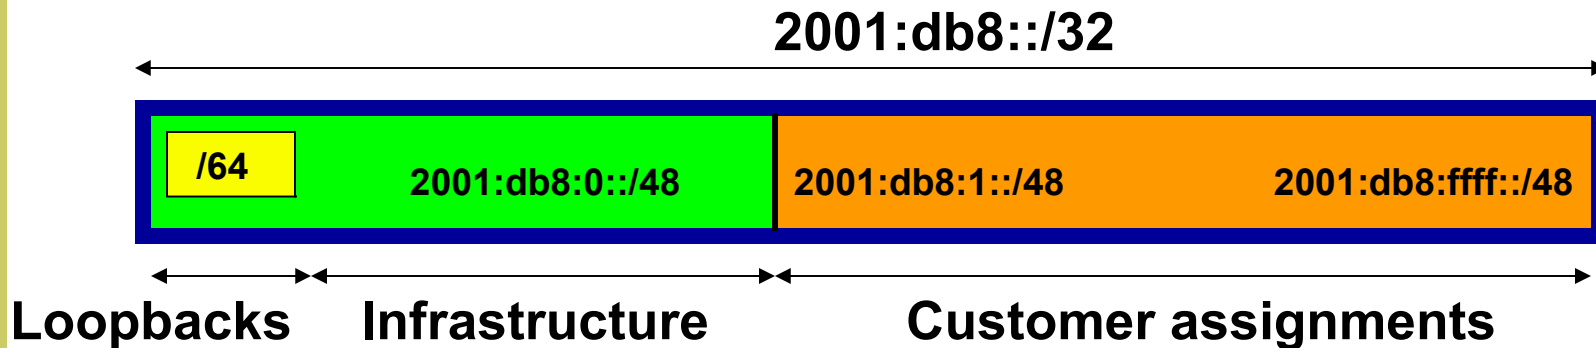 2001:db8::/32
/64
2001:db8:0::/48
2001:db8:1::/48
2001:db8:ffff::/48
Loopbacks
Infrastructure
Customer assignments